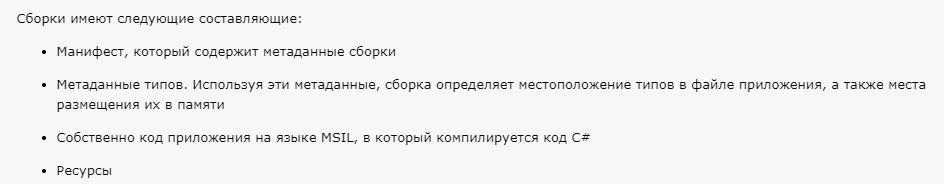 Сборки имеют следующие составляющие:
• Манифест, который содержит метаданные сборки
• Метаданные типов. Используя эти метаданные, сборка определяет местоположение типов в файле приложения, а также места
размещения их в памяти
• Собственно код приложения на языке MSIL, в который компилируется код C#
• Ресурсы